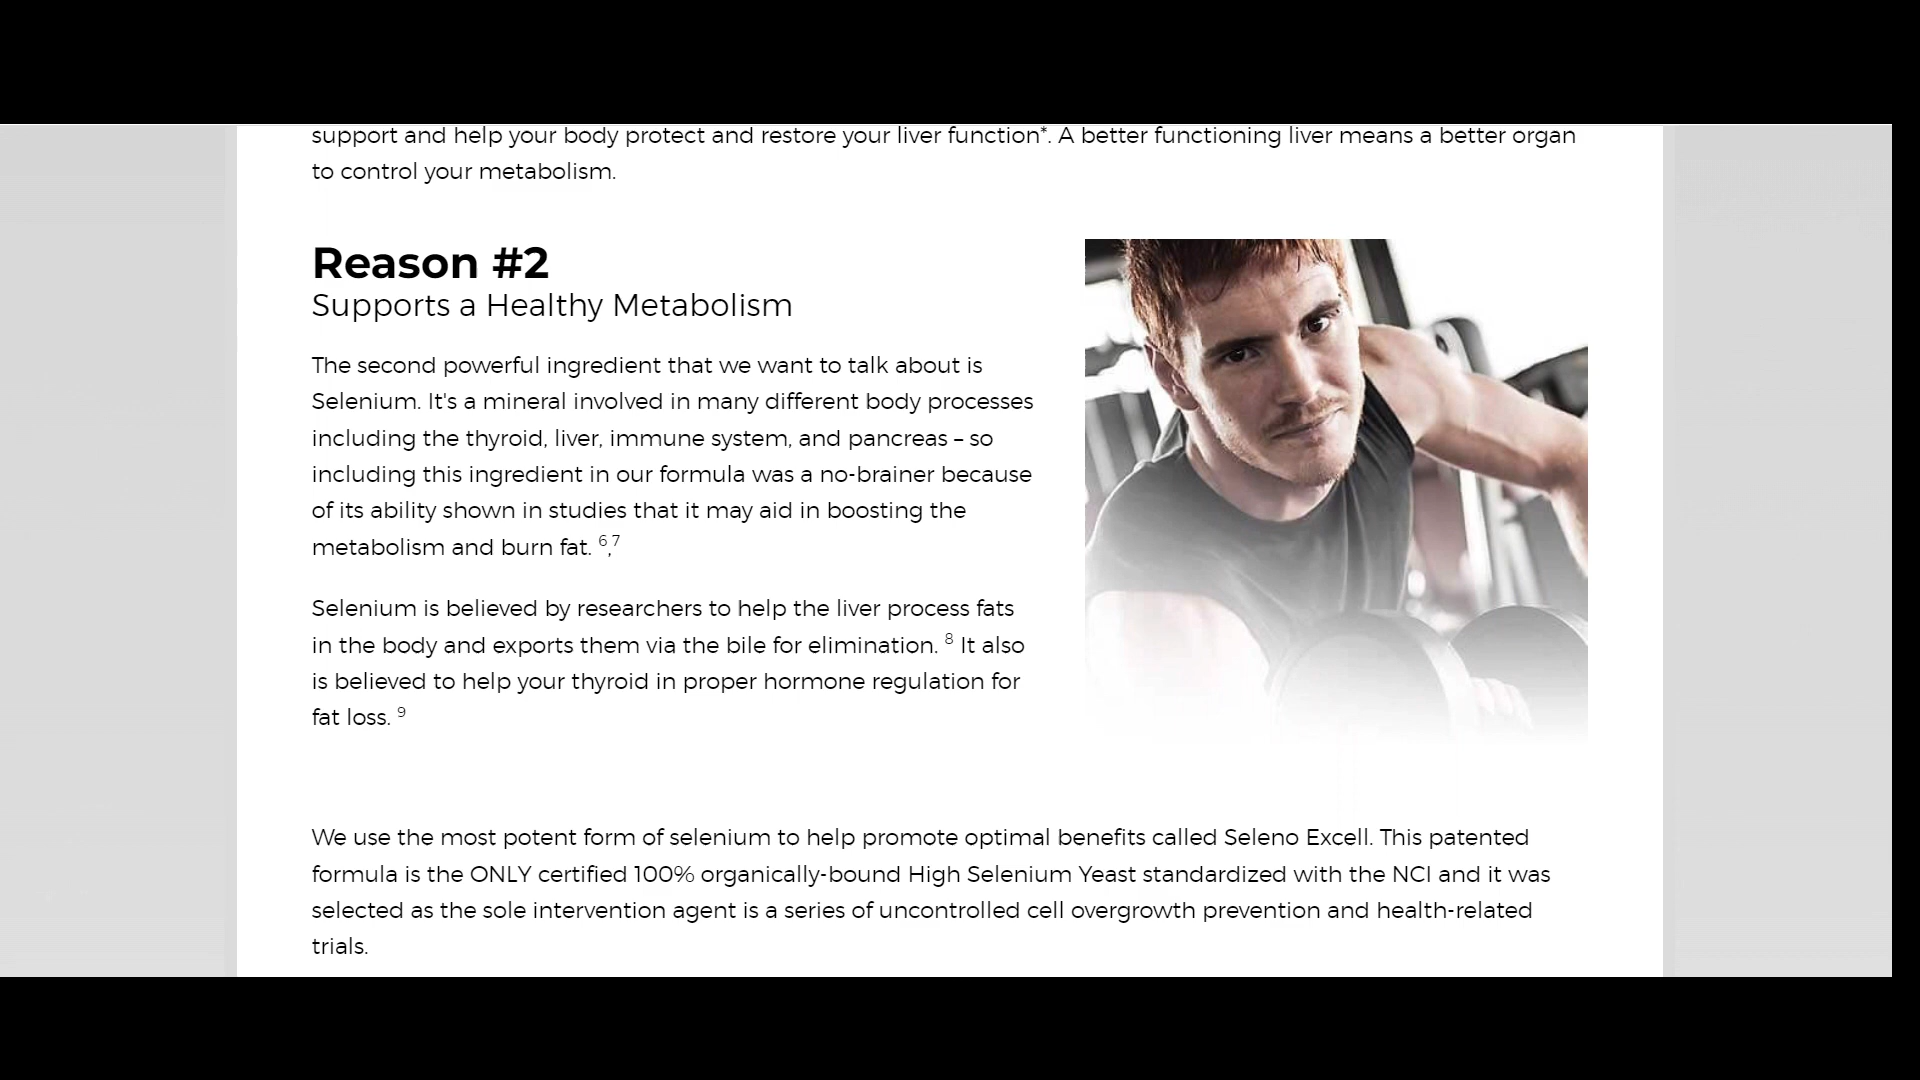 support and help your body protect and restore your liver function*. A better functioning liver means a better organ
to control your metabolism.
Reason #2
Supports a Healthy Metabolism
The second powerful ingredient that we want to talk about is
Selenium. It's a mineral involved in many different body processes
including the thyroid, liver, immune system, and pancreas – so
including this ingredient in our formula was a no-brainer because
of its ability shown in studies that it may aid in boosting the
metabolism and burn fat. 6,7
Selenium is believed by researchers to help the liver process fats
in the body and exports them via the bile for elimination. 8 It also
is believed to help your thyroid in proper hormone regulation for
fat loss. 9
We use the most potent form of selenium to help promote optimal benefits called Seleno Excell. This patented
formula is the ONLY certified 100% organically-bound High Selenium Yeast standardized with the NCI and it was
selected as the sole intervention agent is a series of uncontrolled cell overgrowth prevention and health-related
trials.